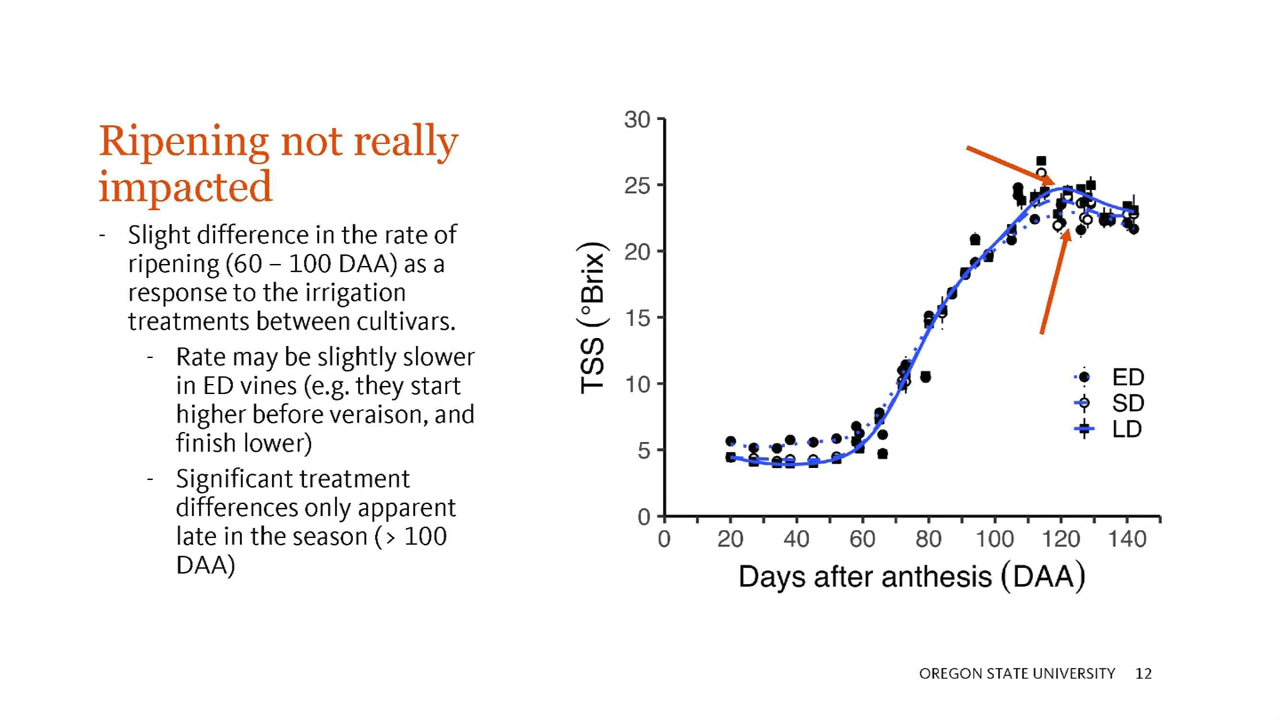 Ripening not really
impacted
- Slight difference in the rate of
ripening (60 – 100 DAA) as a
response to the irrigation
treatments between cultivars.
- Rate may be slightly slower
in ED vines (e.g. they start
higher before veraison, and
finish lower)
- Significant treatment
differences only apparent
late in the season (> 100
DAA)
TSS (°Brix)
30
25
20
15
10
5
0
0 20 40 60 80 100 120 140
Days after anthesis (DAA)
ED
SD
LD
OREGON STATE UNIVERSITY 12